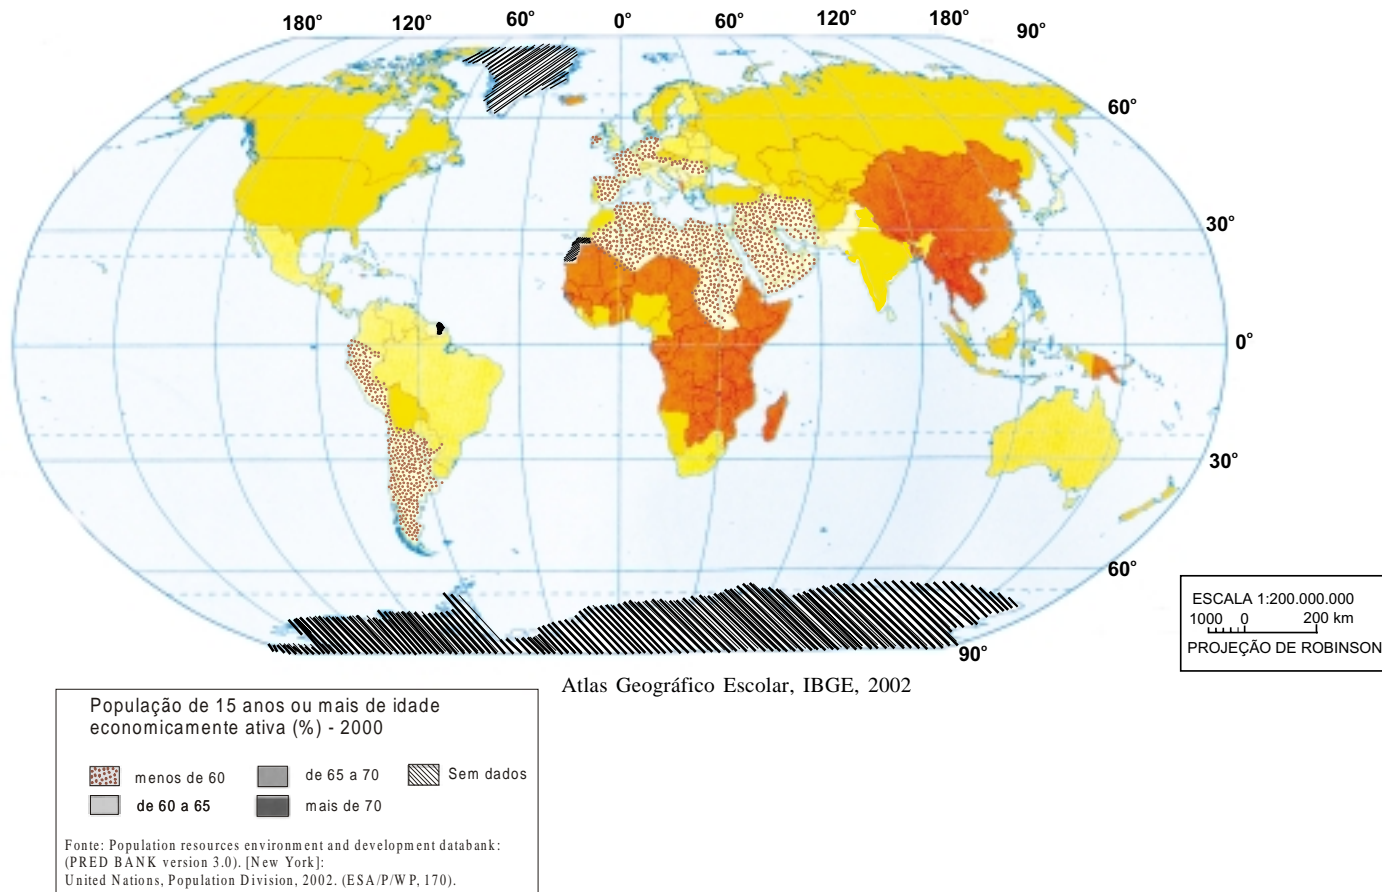 180° 120° 60° 0° 60° 120° 180°
90°
60°
30°
0°
30°
60°
90°
ESCALA 1:200.000.000
1000 0 200 km
PROJEÇÃO DE ROBINSON
Atlas Geográfico Escolar, IBGE, 2002
População de 15 anos ou mais de idade
economicamente ativa (%) - 2000
menos de 60 de 65 a 70 Sem dados
de 60 a 65 mais de 70
Fonte: Population resources environment and development databank:
(PRED BANK version 3.0). [New York]:
United Nations, Population Division, 2002. (ESA/P/WP, 170).